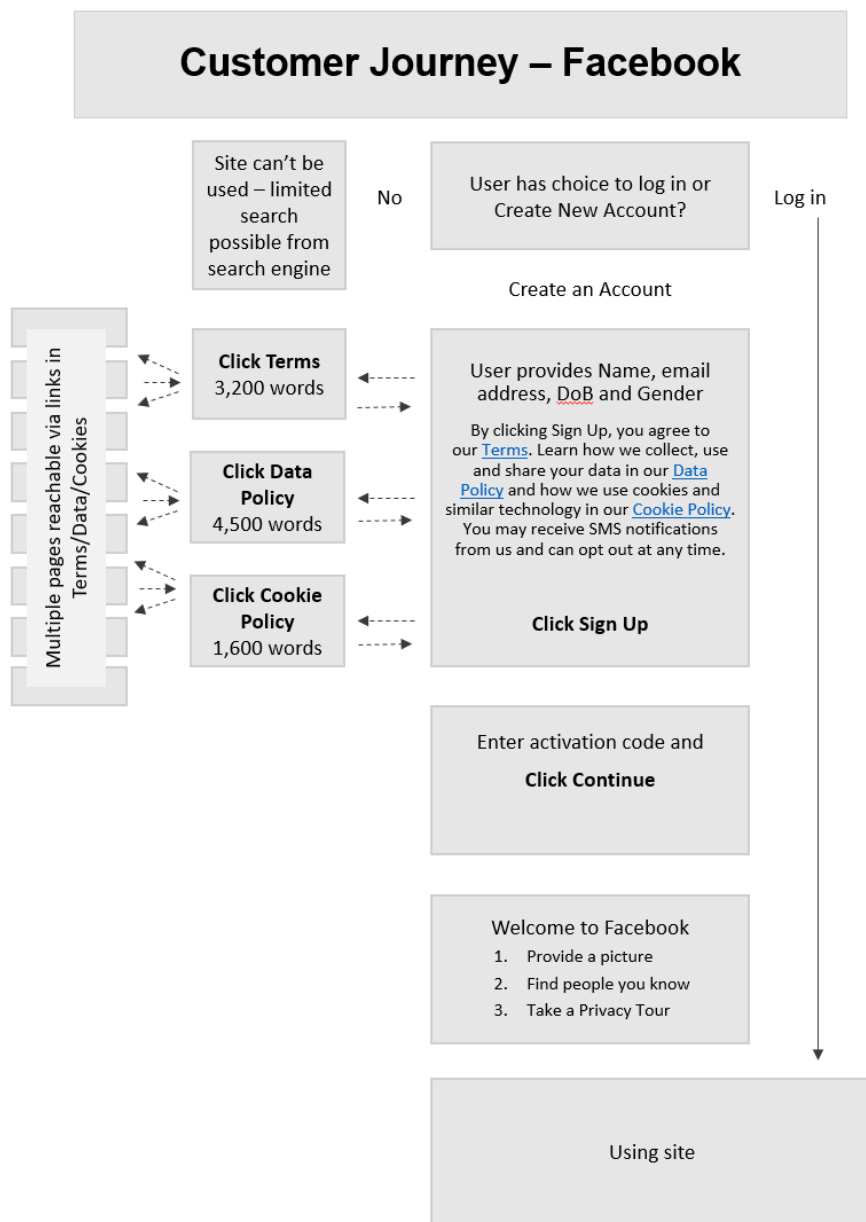 Customer Journey – Facebook
Site can’t be
used – limited
search
possible from
search engine
No
User has choice to log in or
Create New Account?
Log in
Create an Account
Multiple pages reachable via links in
Terms/Data/Cookies
Click Terms
3,200 words
Click Data
Policy
4,500 words
Click Cookie
Policy
1,600 words
User provides Name, email
address, DoB and Gender
By clicking Sign Up, you agree to
our Terms. Learn how we collect, use
and share your data in our Data
Policy and how we use cookies and
similar technology in our Cookie Policy.
You may receive SMS notifications
from us and can opt out at any time.
Click Sign Up
Enter activation code and
Click Continue
Welcome to Facebook
1. Provide a picture
2. Find people you know
3. Take a Privacy Tour
Using site